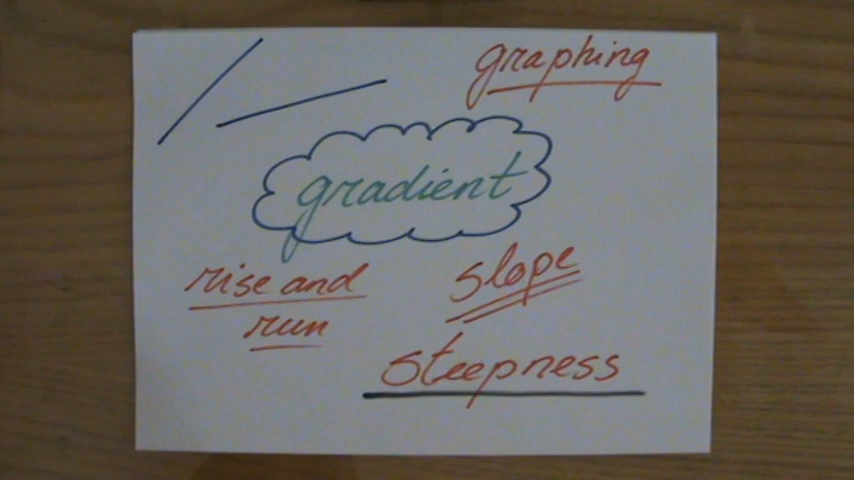 graphing
gradient
rise and
run
slope
steepness